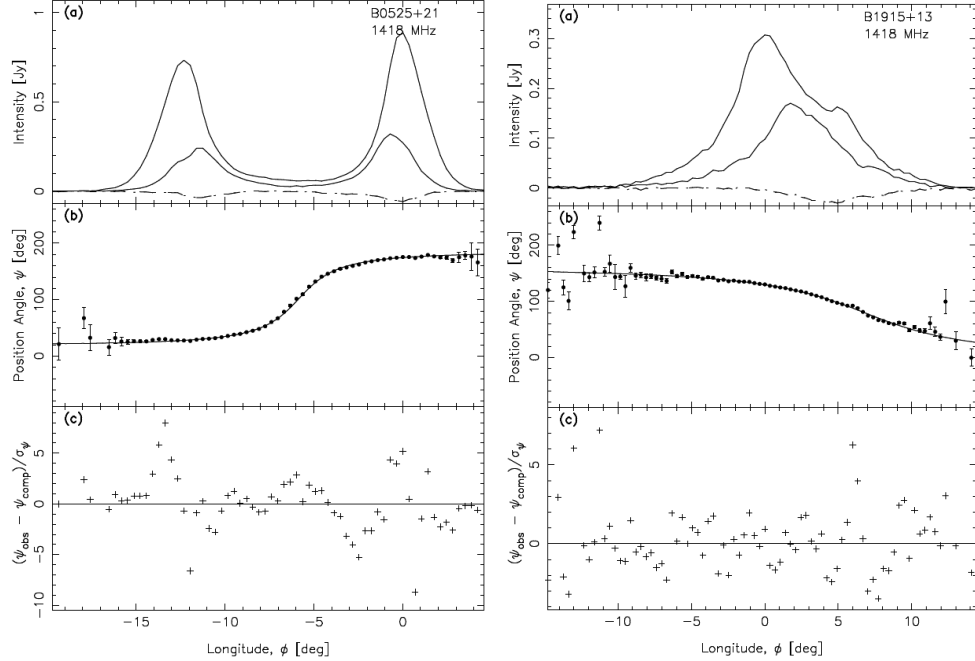 (a)
B0525+21
1418 MHz
Intensity [Jy]
1
0.5
0
(b)
Position Angle, ψ [deg]
200
100
0
(c)
(ψobs − ψcomp)/σψ
5
0
−5
−10
−15
−10
−5
0
Longitude, ϕ [deg]
(a)
B1915+13
1418 MHz
Intensity [Jy]
0.3
0.2
0.1
0
(b)
Position Angle, ψ [deg]
200
100
0
(c)
(ψobs − ψcomp)/σψ
5
0
−10
−5
0
5
10
Longitude, ϕ [deg]